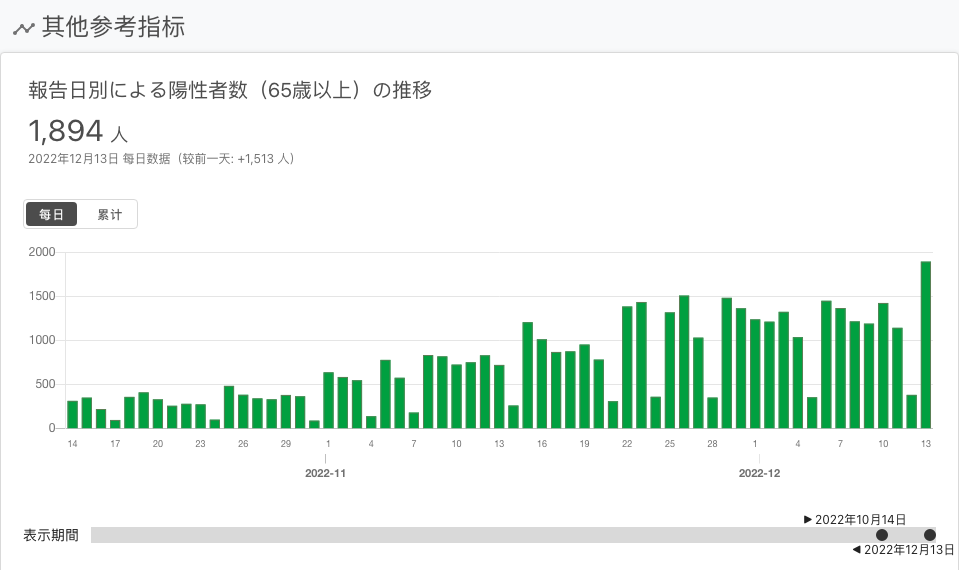 其他参考指标
報告日別による陽性者数（65歳以上）の推移
1,894 人
2022年12月13日 每日数据（较前一天: +1,513 人）
每日 累计
2000
1500
1000
500
0
14 17 20 23 26 29 1 4 7 10 13 16 19 22 25 28 1 4 7 10 13
2022-11 2022-12
▶ 2022年10月14日
表示期間
◀ 2022年12月13日